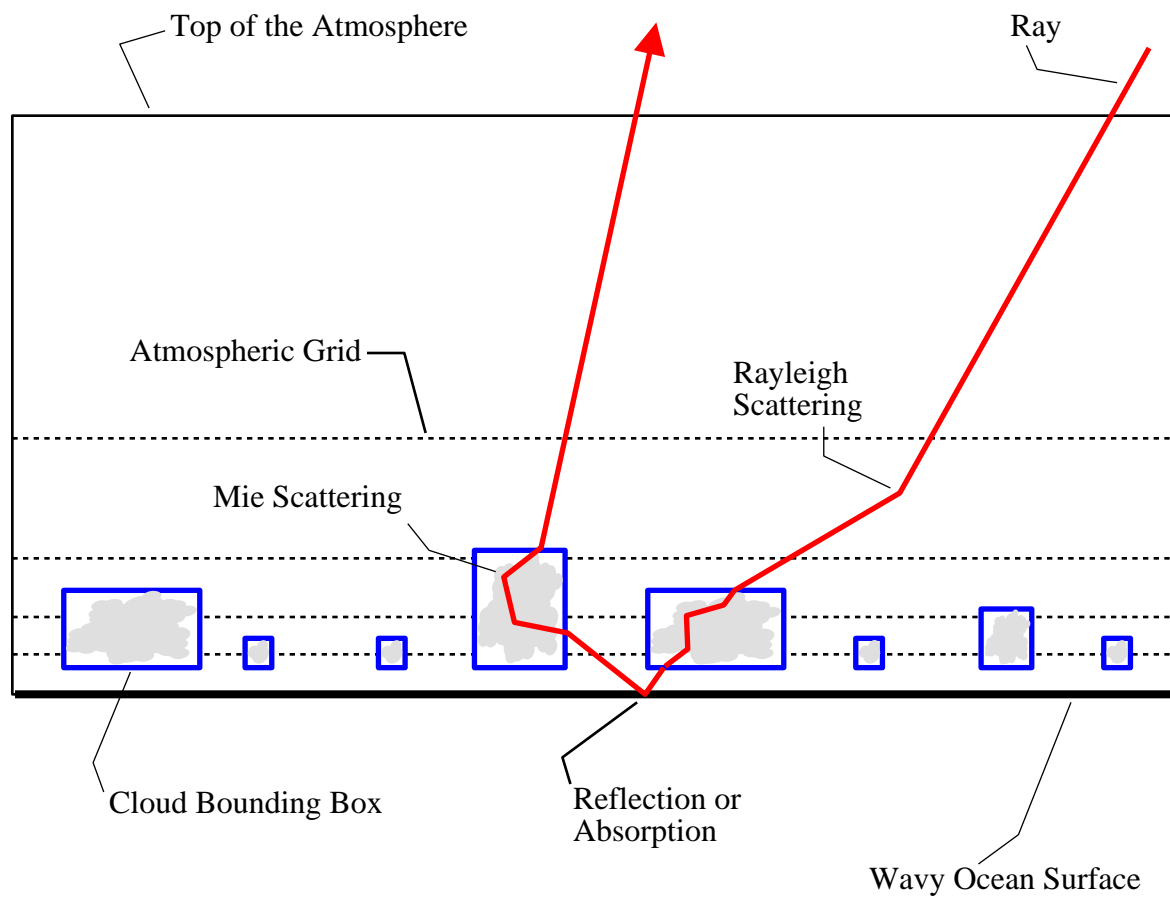 Top of the Atmosphere
Ray
Atmospheric Grid
Rayleigh
Scattering
Mie Scattering
Cloud Bounding Box
Reflection or
Absorption
Wavy Ocean Surface